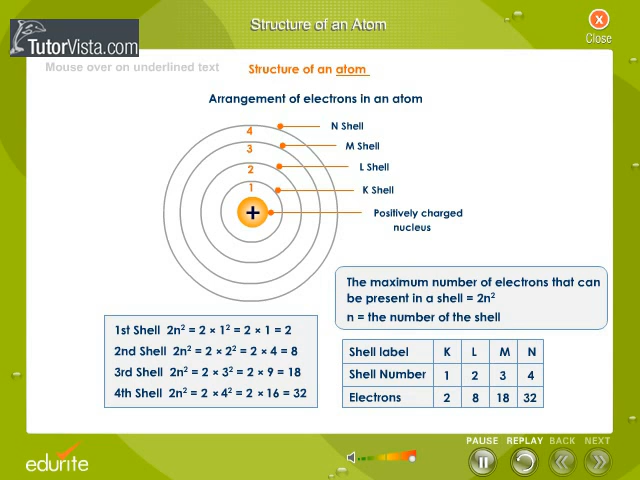 Structure of an Atom
X
Close
TutorVista.com
Mouse over on underlined text
Structure of an atom
Arrangement of electrons in an atom
4
3
2
1
+
N Shell
M Shell
L Shell
K Shell
Positively charged
nucleus
The maximum number of electrons that can
be present in a shell = 2n²
n = the number of the shell
1st Shell 2n² = 2 × 1² = 2 × 1 = 2
2nd Shell 2n² = 2 × 2² = 2 × 4 = 8
3rd Shell 2n² = 2 × 3² = 2 × 9 = 18
4th Shell 2n² = 2 × 4² = 2 × 16 = 32
Shell label K L M N
Shell Number 1 2 3 4
Electrons 2 8 18 32
PAUSE REPLAY BACK NEXT
edurite